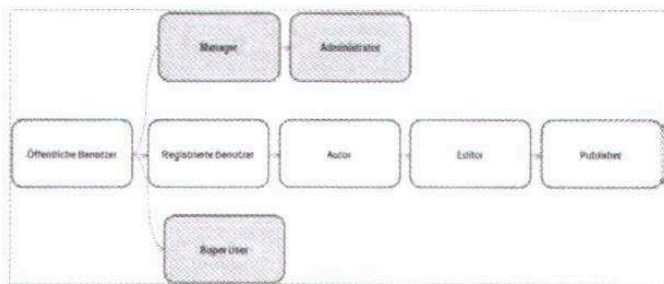 Manager
Administrator
Öffentliche Benutzer
Registrierte Benutzer
Autor
Editor
Publisher
Super User